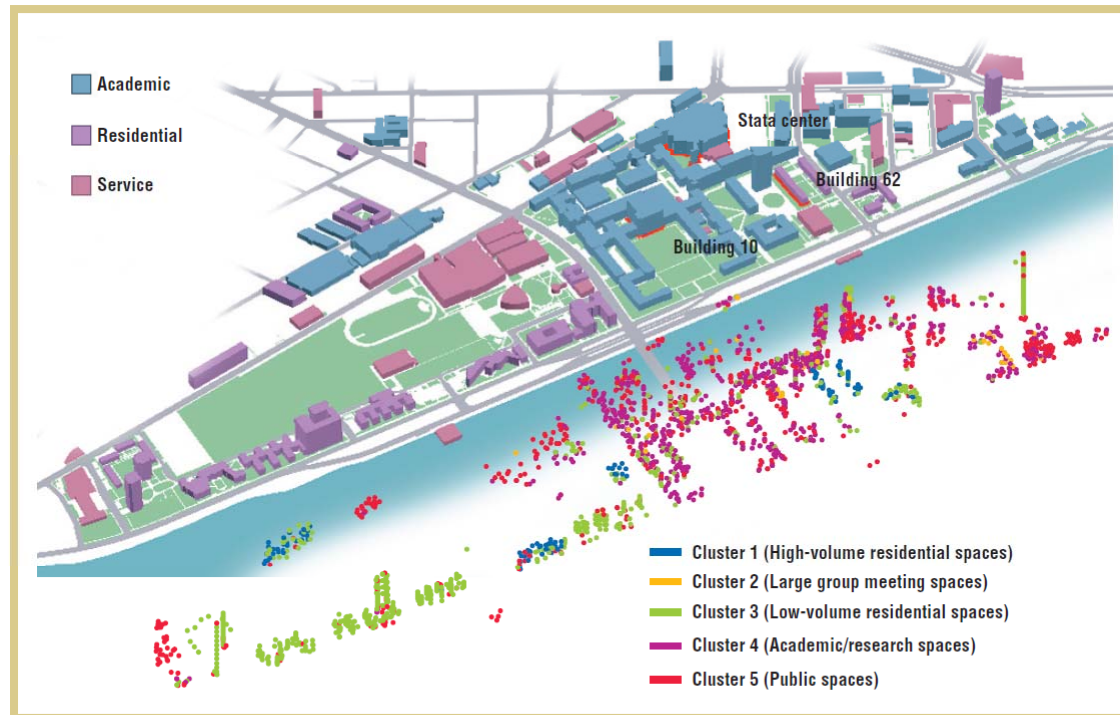 Academic
Residential
Service
Stata center
Building 62
Building 10
Cluster 1 (High-volume residential spaces)
Cluster 2 (Large group meeting spaces)
Cluster 3 (Low-volume residential spaces)
Cluster 4 (Academic/research spaces)
Cluster 5 (Public spaces)